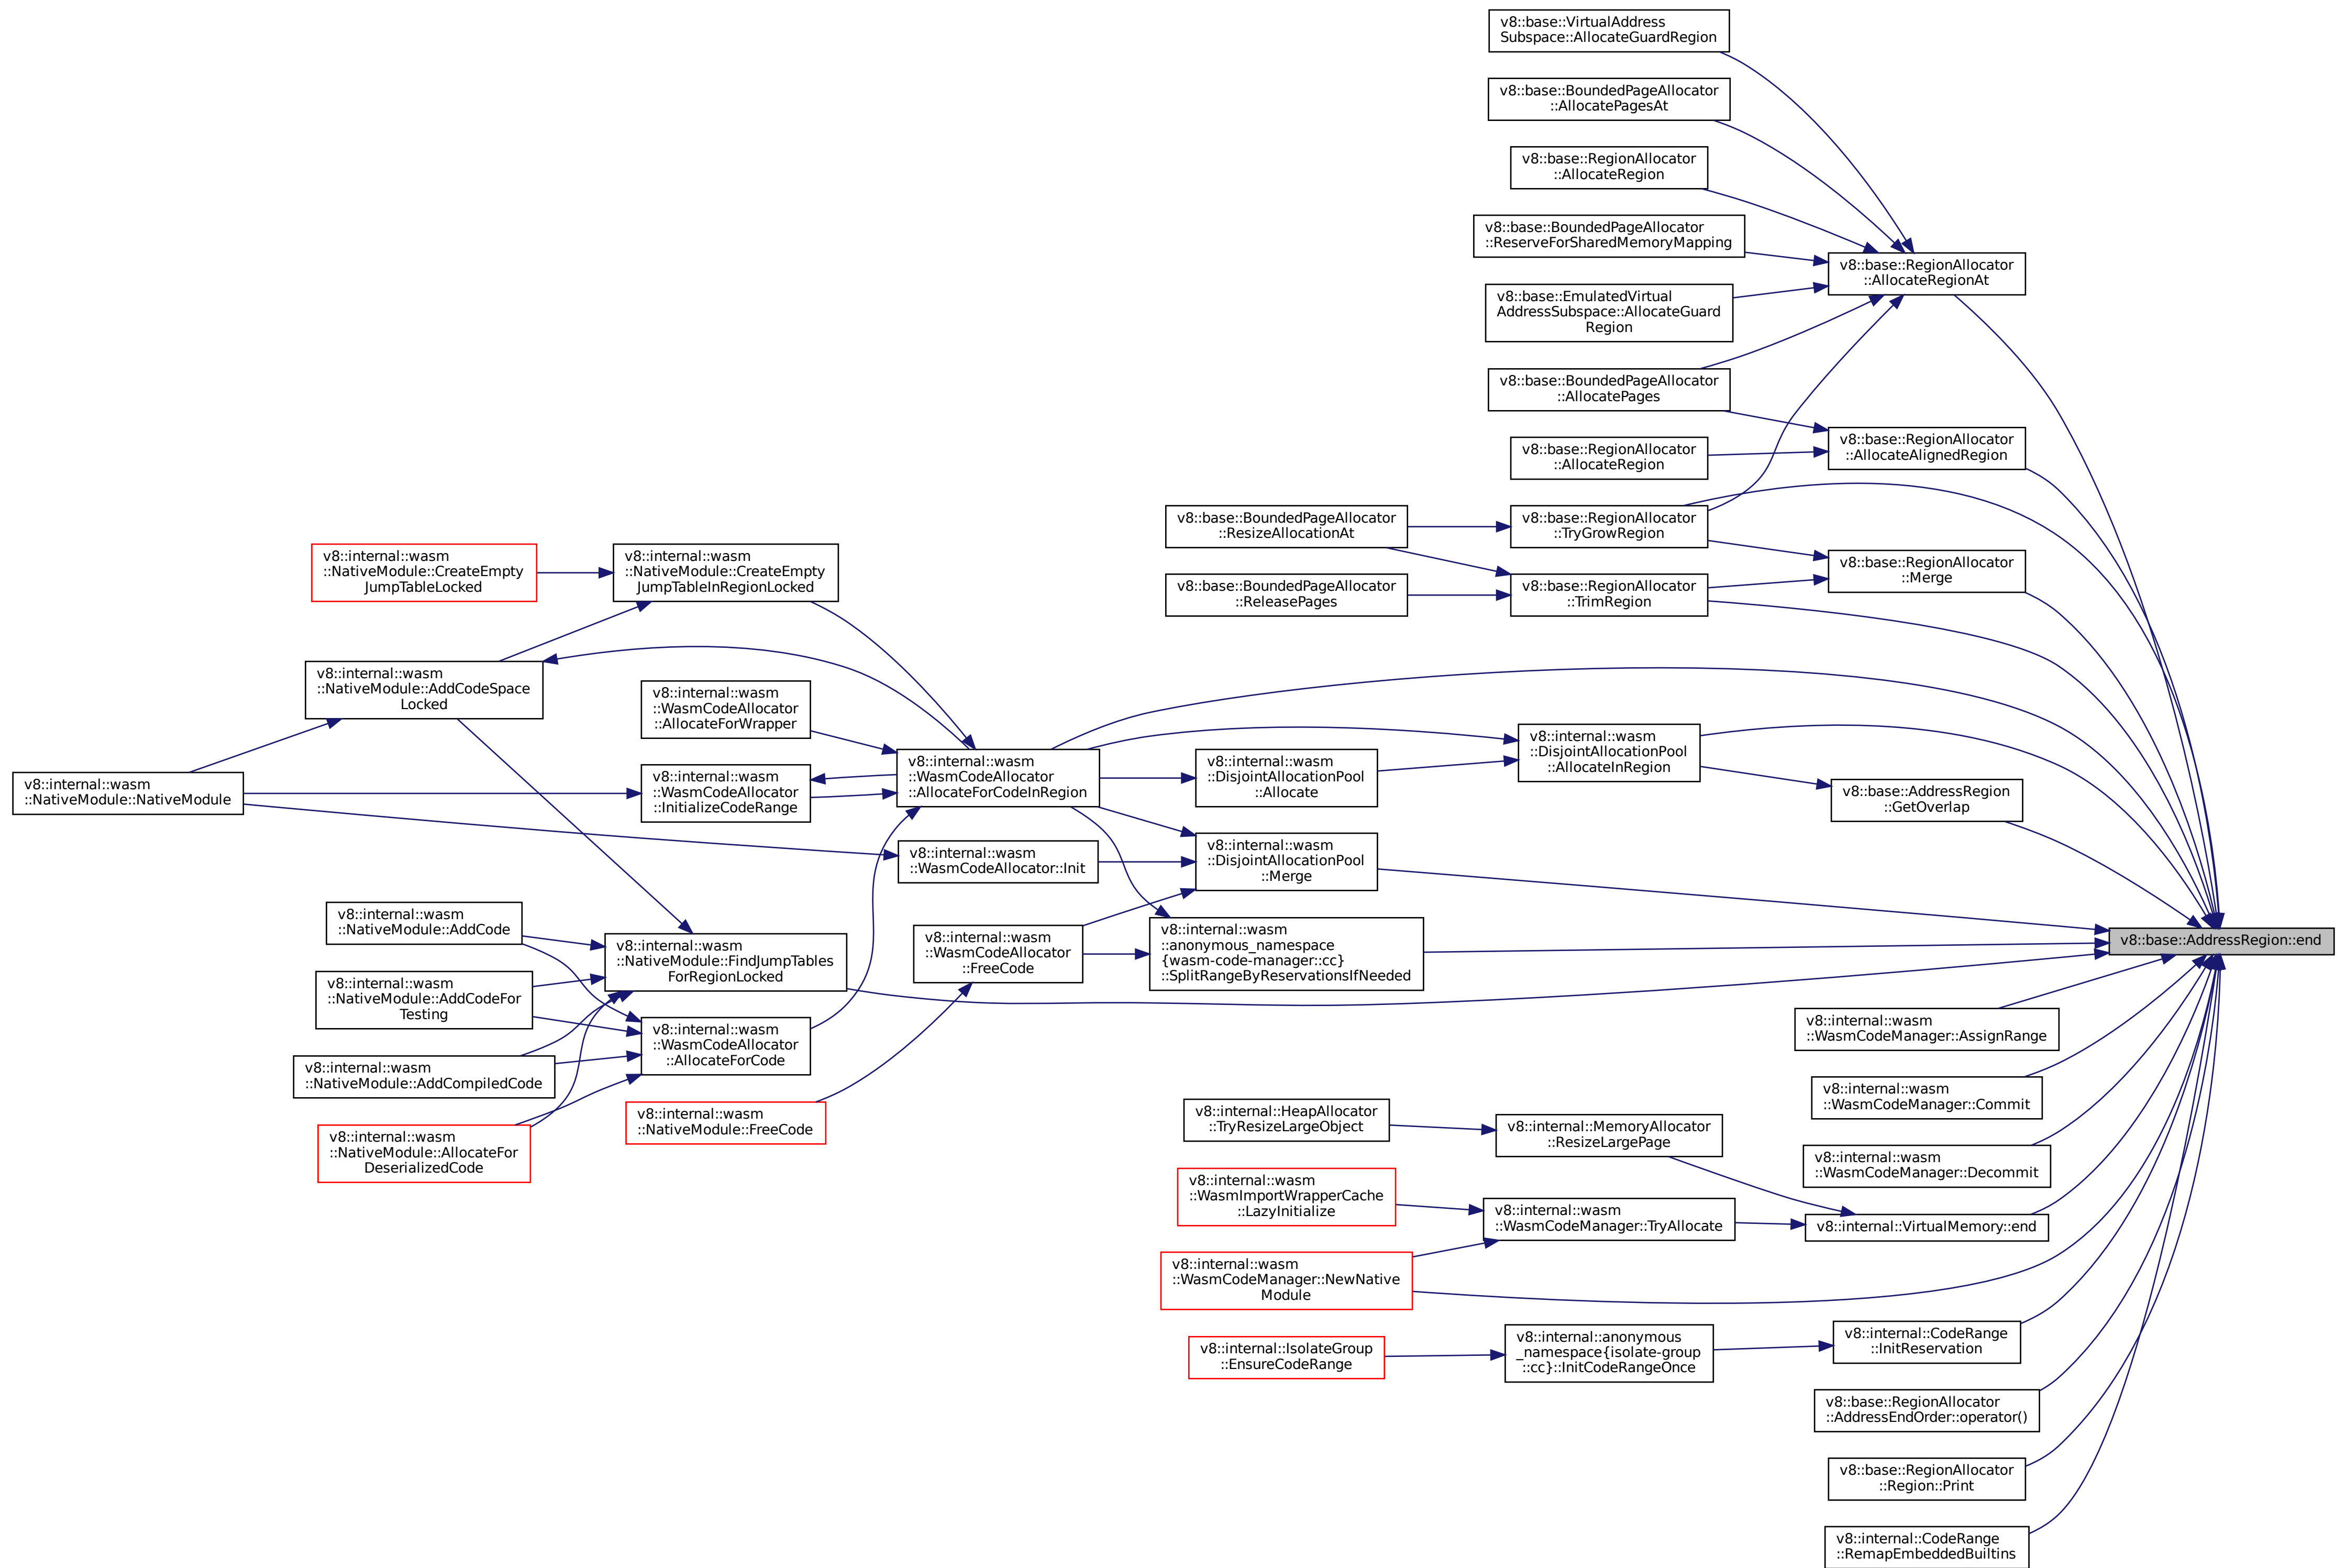 v8::base::VirtualAddress
Subspace::AllocateGuardRegion
v8::base::BoundedPageAllocator
::AllocatePagesAt
v8::base::RegionAllocator
::AllocateRegion
v8::base::BoundedPageAllocator
::ReserveForSharedMemoryMapping
v8::base::RegionAllocator
::AllocateRegionAt
v8::base::EmulatedVirtual
AddressSubspace::AllocateGuard
Region
v8::base::BoundedPageAllocator
::AllocatePages
v8::base::RegionAllocator
::AllocateRegion
v8::base::RegionAllocator
::AllocateAlignedRegion
v8::base::BoundedPageAllocator
::ResizeAllocationAt
v8::base::RegionAllocator
::TryGrowRegion
v8::base::BoundedPageAllocator
::ReleasePages
v8::base::RegionAllocator
::TrimRegion
v8::base::RegionAllocator
::Merge
v8::internal::wasm
::NativeModule::CreateEmpty
JumpTableLocked
v8::internal::wasm
::NativeModule::CreateEmpty
JumpTableInRegionLocked
v8::internal::wasm
::NativeModule::AddCodeSpace
Locked
v8::internal::wasm
::WasmCodeAllocator
::AllocateForWrapper
v8::internal::wasm
::NativeModule::NativeModule
v8::internal::wasm
::WasmCodeAllocator
::InitializeCodeRange
v8::internal::wasm
::WasmCodeAllocator
::AllocateForCodeInRegion
v8::internal::wasm
::DisjointAllocationPool
::Allocate
v8::internal::wasm
::DisjointAllocationPool
::AllocateInRegion
v8::base::AddressRegion
::GetOverlap
v8::internal::wasm
::WasmCodeAllocator::Init
v8::internal::wasm
::DisjointAllocationPool
::Merge
v8::internal::wasm
::NativeModule::AddCode
v8::internal::wasm
::NativeModule::FindJumpTables
ForRegionLocked
v8::internal::wasm
::WasmCodeAllocator
::FreeCode
v8::internal::wasm
::anonymous_namespace
{wasm-code-manager::cc}
::SplitRangeByReservationsIfNeeded
v8::base::AddressRegion::end
v8::internal::wasm
::NativeModule::AddCodeFor
Testing
v8::internal::wasm
::WasmCodeAllocator
::AllocateForCode
v8::internal::wasm
::WasmCodeManager::AssignRange
v8::internal::wasm
::NativeModule::AddCompiledCode
v8::internal::wasm
::WasmCodeManager::Commit
v8::internal::wasm
::NativeModule::AllocateFor
DeserializedCode
v8::internal::wasm
::NativeModule::FreeCode
v8::internal::HeapAllocator
::TryResizeLargeObject
v8::internal::MemoryAllocator
::ResizeLargePage
v8::internal::wasm
::WasmCodeManager::Decommit
v8::internal::wasm
::WasmImportWrapperCache
::LazyInitialize
v8::internal::wasm
::WasmCodeManager::TryAllocate
v8::internal::VirtualMemory::end
v8::internal::wasm
::WasmCodeManager::NewNative
Module
v8::internal::IsolateGroup
::EnsureCodeRange
v8::internal::anonymous
_namespace{isolate-group
::cc}::InitCodeRangeOnce
v8::internal::CodeRange
::InitReservation
v8::base::RegionAllocator
::AddressEndOrder::operator()
v8::base::RegionAllocator
::Region::Print
v8::internal::CodeRange
::RemapEmbeddedBuiltins